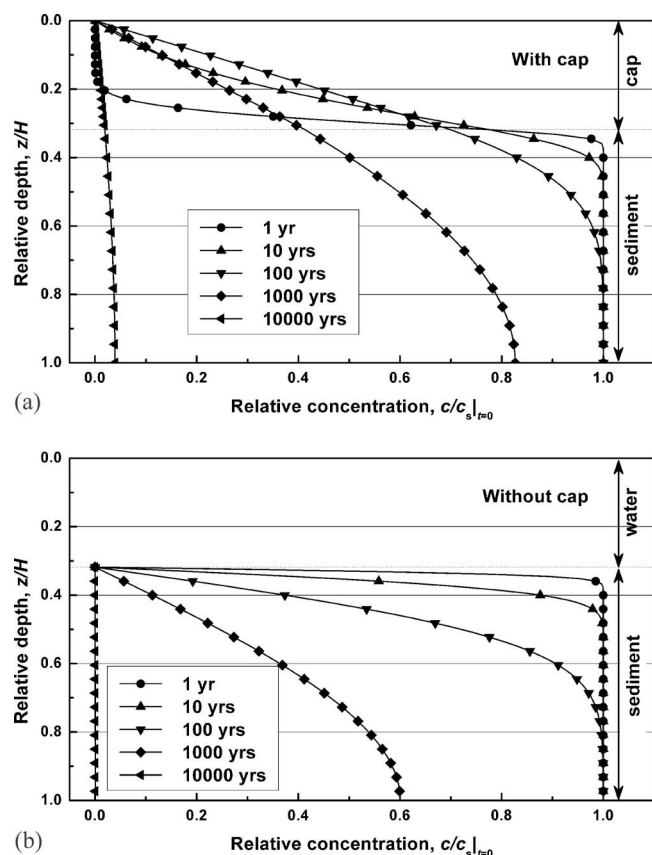 0.0
0.2
0.4
0.6
0.8
1.0
Relative depth, z/H
With cap
cap
sediment
1 yr
10 yrs
100 yrs
1000 yrs
10000 yrs
0.0 0.2 0.4 0.6 0.8 1.0
(a)
Relative concentration, c/cs|t=0
0.0
0.2
0.4
0.6
0.8
1.0
Relative depth, z/H
Without cap
water
sediment
1 yr
10 yrs
100 yrs
1000 yrs
10000 yrs
0.0 0.2 0.4 0.6 0.8 1.0
(b)
Relative concentration, c/cs|t=0